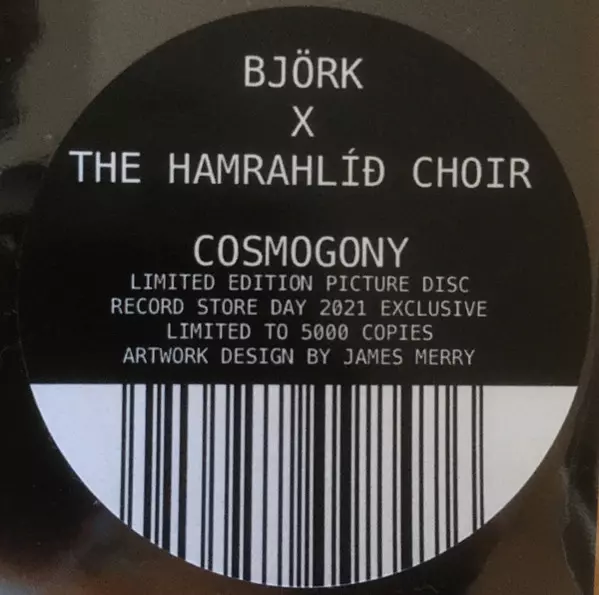 BJÖRK
X
THE HAMRAHLÍÐ CHOIR
COSMOGONY
LIMITED EDITION PICTURE DISC
RECORD STORE DAY 2021 EXCLUSIVE
LIMITED TO 5000 COPIES
ARTWORK DESIGN BY JAMES MERRY